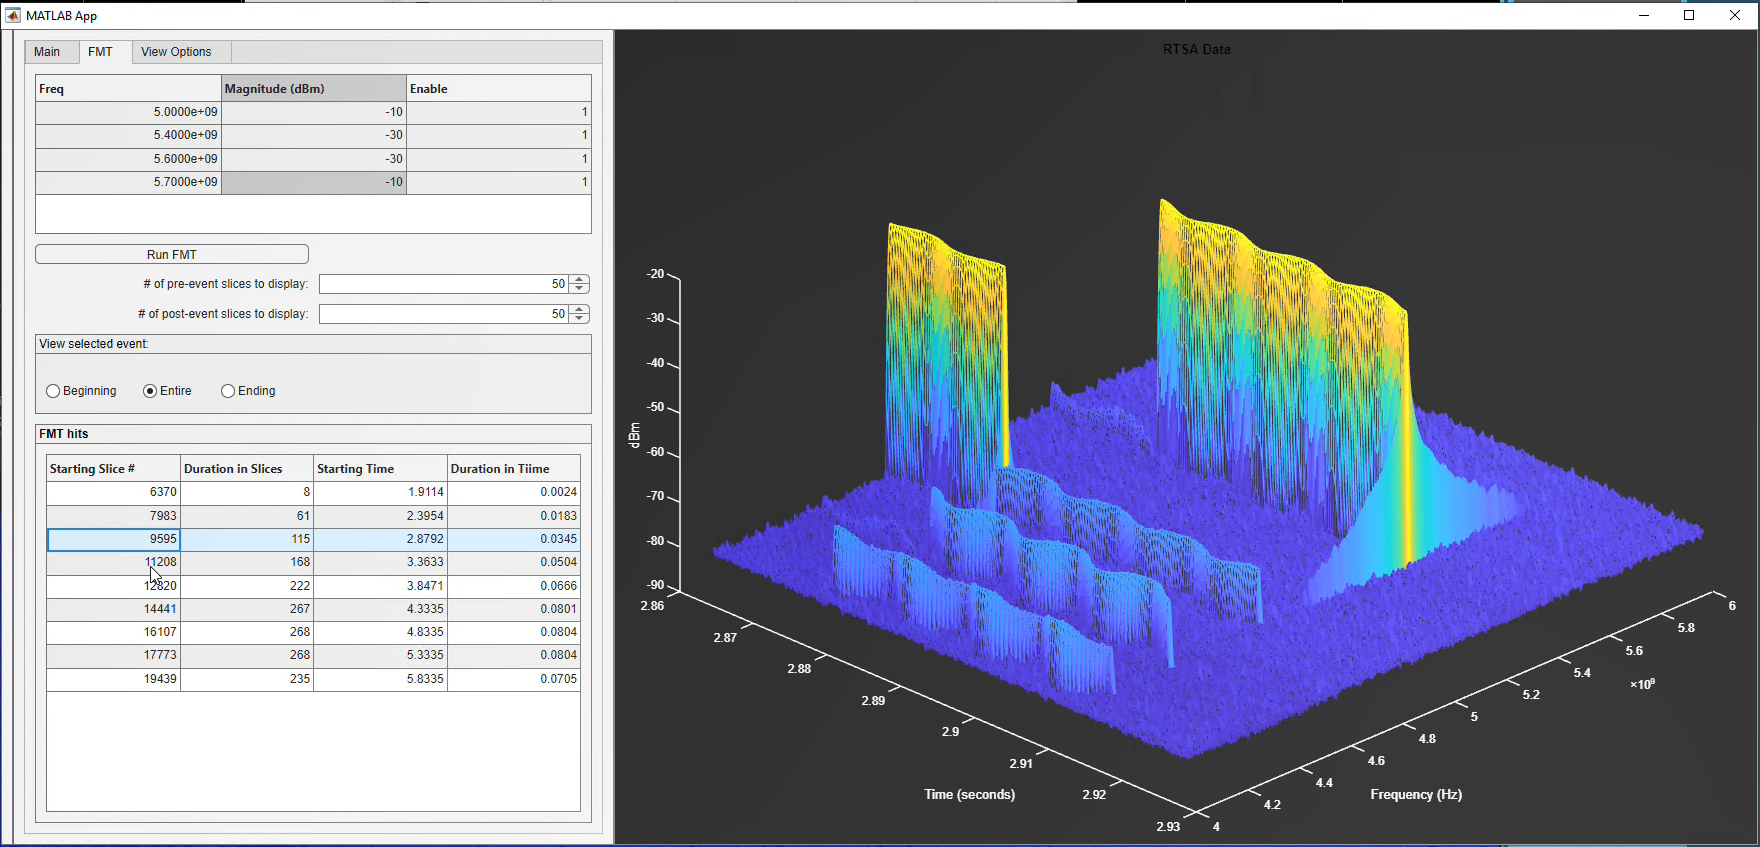 MATLAB App
Main FMT View Options
Freq Magnitude (dBm) Enable
5.0000e+09 -10 1
5.4000e+09 -30 1
5.6000e+09 -30 1
5.7000e+09 -10 1
Run FMT
# of pre-event slices to display: 50
# of post-event slices to display: 50
View selected event:
Beginning Entire Ending
FMT hits
Starting Slice # Duration in Slices Starting Time Duration in Tiime
6370 8 1.9114 0.0024
7983 61 2.3954 0.0183
9595 115 2.8792 0.0345
11208 168 3.3633 0.0504
12820 222 3.8471 0.0666
14441 267 4.3335 0.0801
16107 268 4.8335 0.0804
17773 268 5.3335 0.0804
19439 235 5.8335 0.0705
RTSA Data
dBm
-20
-30
-40
-50
-60
-70
-80
-90
2.86
2.87
2.88
2.89
2.9
2.91
2.92
2.93
Time (seconds)
4
4.2
4.4
4.6
4.8
5
5.2
5.4
5.6
5.8
6
×10⁹
Frequency (Hz)